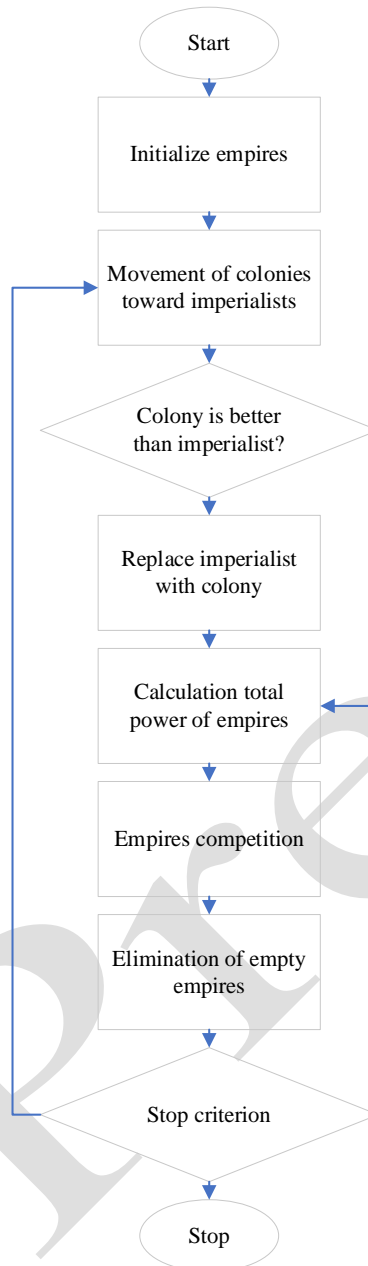 Start
Initialize empires
Movement of colonies
toward imperialists
Colony is better
than imperialist?
Replace imperialist
with colony
Calculation total
power of empires
Empires competition
Elimination of empty
empires
Stop criterion
Stop
Pre